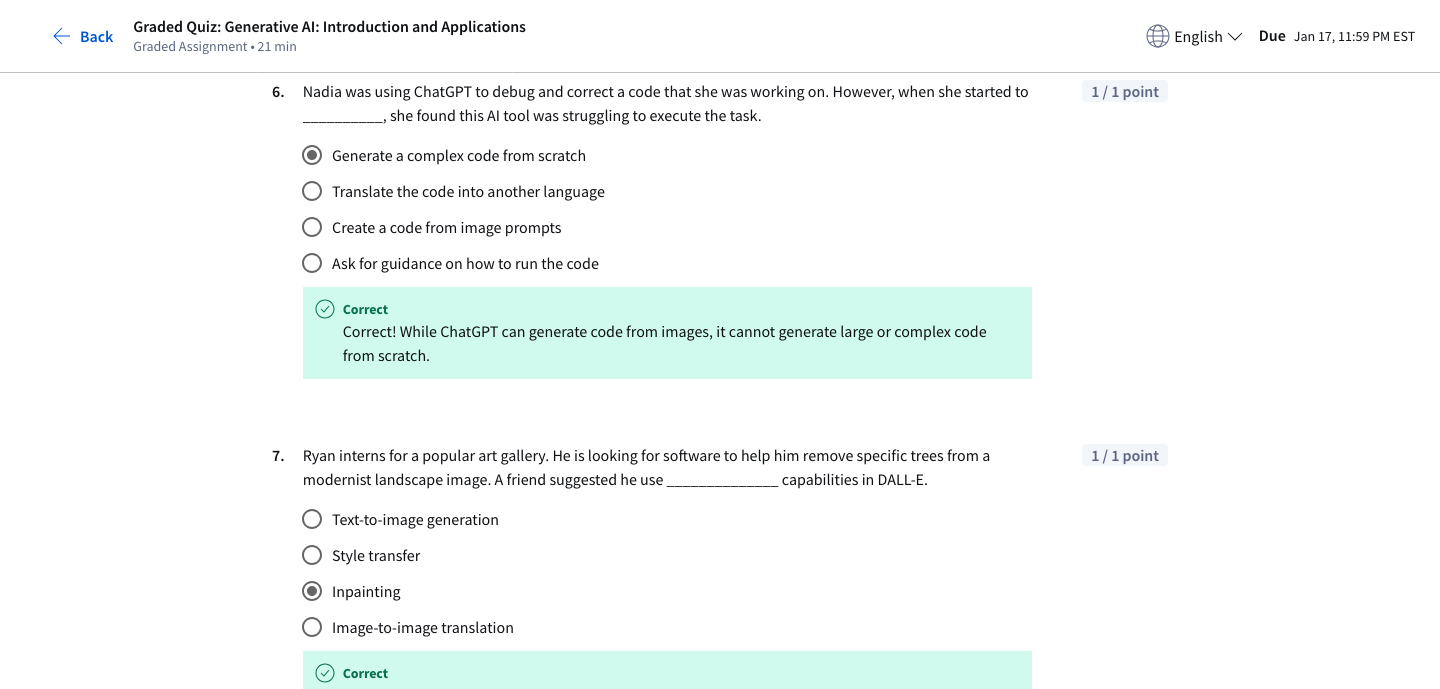 Back
Graded Quiz: Generative AI: Introduction and Applications
Graded Assignment • 21 min
English
Due Jan 17, 11:59 PM EST
6. Nadia was using ChatGPT to debug and correct a code that she was working on. However, when she started to
__________, she found this AI tool was struggling to execute the task.
1 / 1 point
Generate a complex code from scratch
Translate the code into another language
Create a code from image prompts
Ask for guidance on how to run the code
Correct
Correct! While ChatGPT can generate code from images, it cannot generate large or complex code
from scratch.
7. Ryan interns for a popular art gallery. He is looking for software to help him remove specific trees from a
modernist landscape image. A friend suggested he use ______________ capabilities in DALL-E.
1 / 1 point
Text-to-image generation
Style transfer
Inpainting
Image-to-image translation
Correct